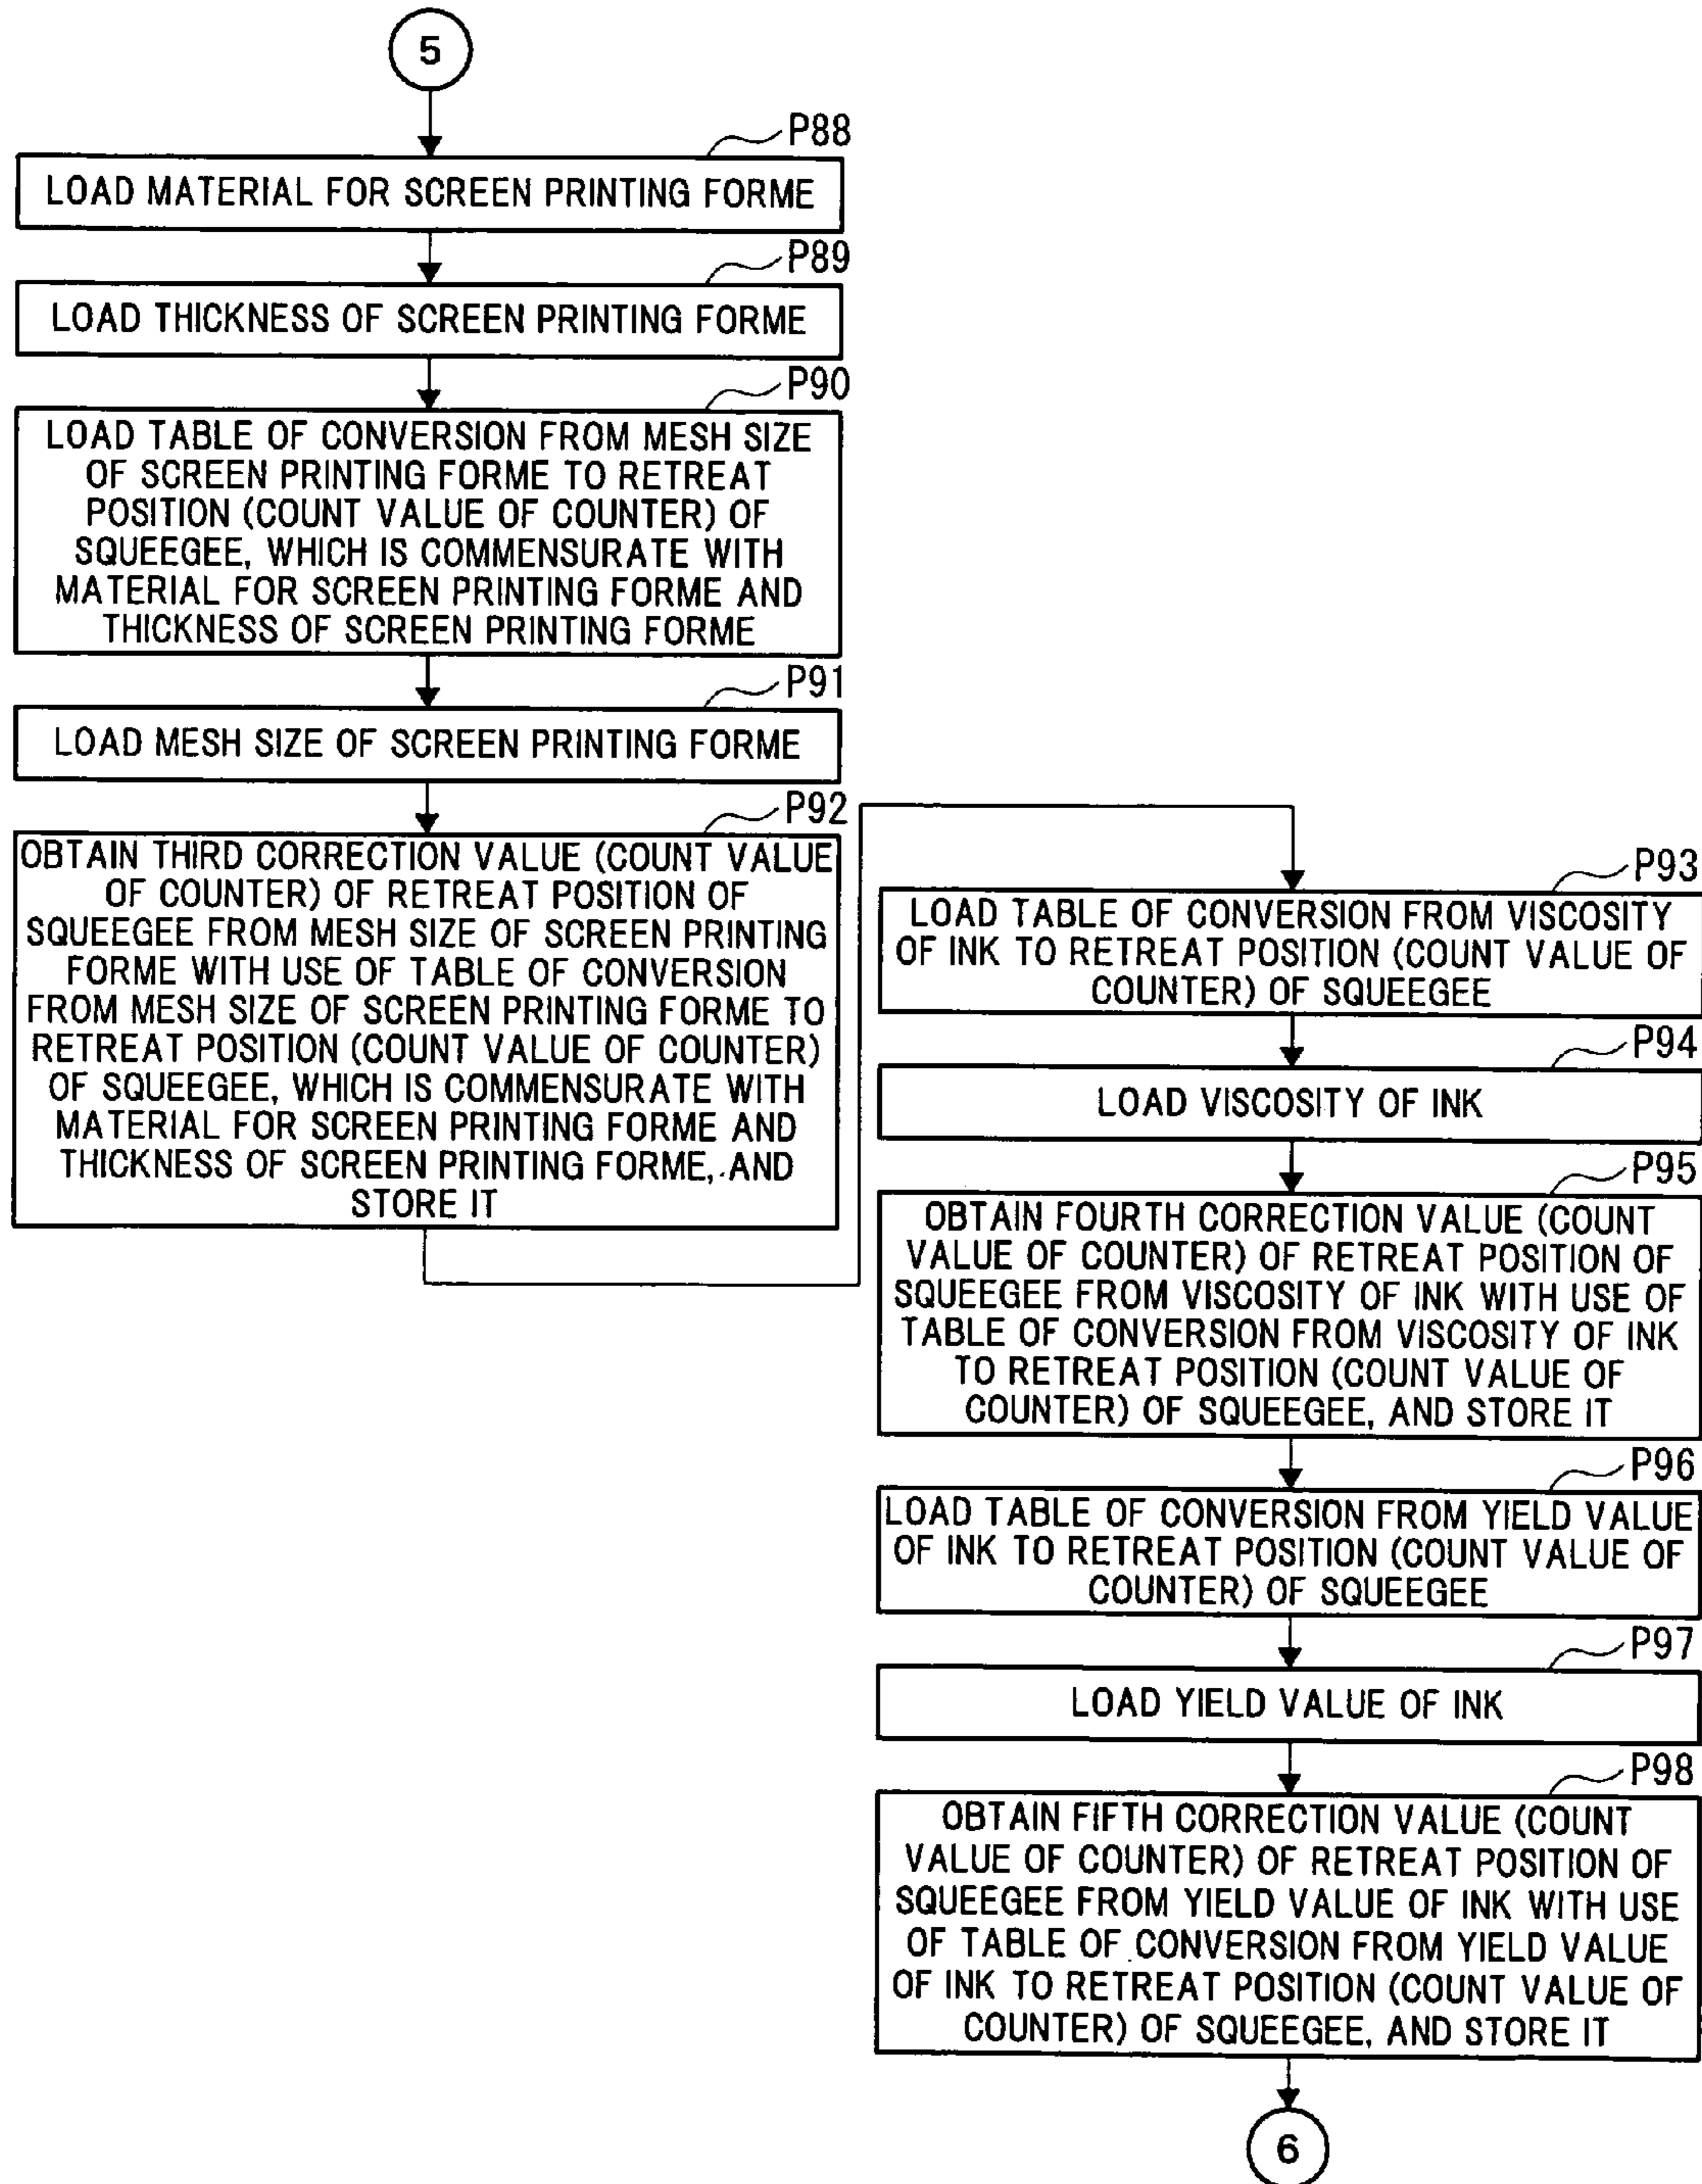 5
P88
LOAD MATERIAL FOR SCREEN PRINTING FORME
P89
LOAD THICKNESS OF SCREEN PRINTING FORME
P90
LOAD TABLE OF CONVERSION FROM MESH SIZE
OF SCREEN PRINTING FORME TO RETREAT
POSITION (COUNT VALUE OF COUNTER) OF
SQUEEGEE, WHICH IS COMMENSURATE WITH
MATERIAL FOR SCREEN PRINTING FORME AND
THICKNESS OF SCREEN PRINTING FORME
P91
LOAD MESH SIZE OF SCREEN PRINTING FORME
P92
OBTAIN THIRD CORRECTION VALUE (COUNT VALUE
OF COUNTER) OF RETREAT POSITION OF
SQUEEGEE FROM MESH SIZE OF SCREEN PRINTING
FORME WITH USE OF TABLE OF CONVERSION
FROM MESH SIZE OF SCREEN PRINTING FORME TO
RETREAT POSITION (COUNT VALUE OF COUNTER)
OF SQUEEGEE, WHICH IS COMMENSURATE WITH
MATERIAL FOR SCREEN PRINTING FORME AND
THICKNESS OF SCREEN PRINTING FORME, AND
STORE IT
P93
LOAD TABLE OF CONVERSION FROM VISCOSITY
OF INK TO RETREAT POSITION (COUNT VALUE OF
COUNTER) OF SQUEEGEE
P94
LOAD VISCOSITY OF INK
P95
OBTAIN FOURTH CORRECTION VALUE (COUNT
VALUE OF COUNTER) OF RETREAT POSITION OF
SQUEEGEE FROM VISCOSITY OF INK WITH USE OF
TABLE OF CONVERSION FROM VISCOSITY OF INK
TO RETREAT POSITION (COUNT VALUE OF
COUNTER) OF SQUEEGEE, AND STORE IT
P96
LOAD TABLE OF CONVERSION FROM YIELD VALUE
OF INK TO RETREAT POSITION (COUNT VALUE OF
COUNTER) OF SQUEEGEE
P97
LOAD YIELD VALUE OF INK
P98
OBTAIN FIFTH CORRECTION VALUE (COUNT
VALUE OF COUNTER) OF RETREAT POSITION OF
SQUEEGEE FROM YIELD VALUE OF INK WITH USE
OF TABLE OF CONVERSION FROM YIELD VALUE
OF INK TO RETREAT POSITION (COUNT VALUE OF
COUNTER) OF SQUEEGEE, AND STORE IT
6